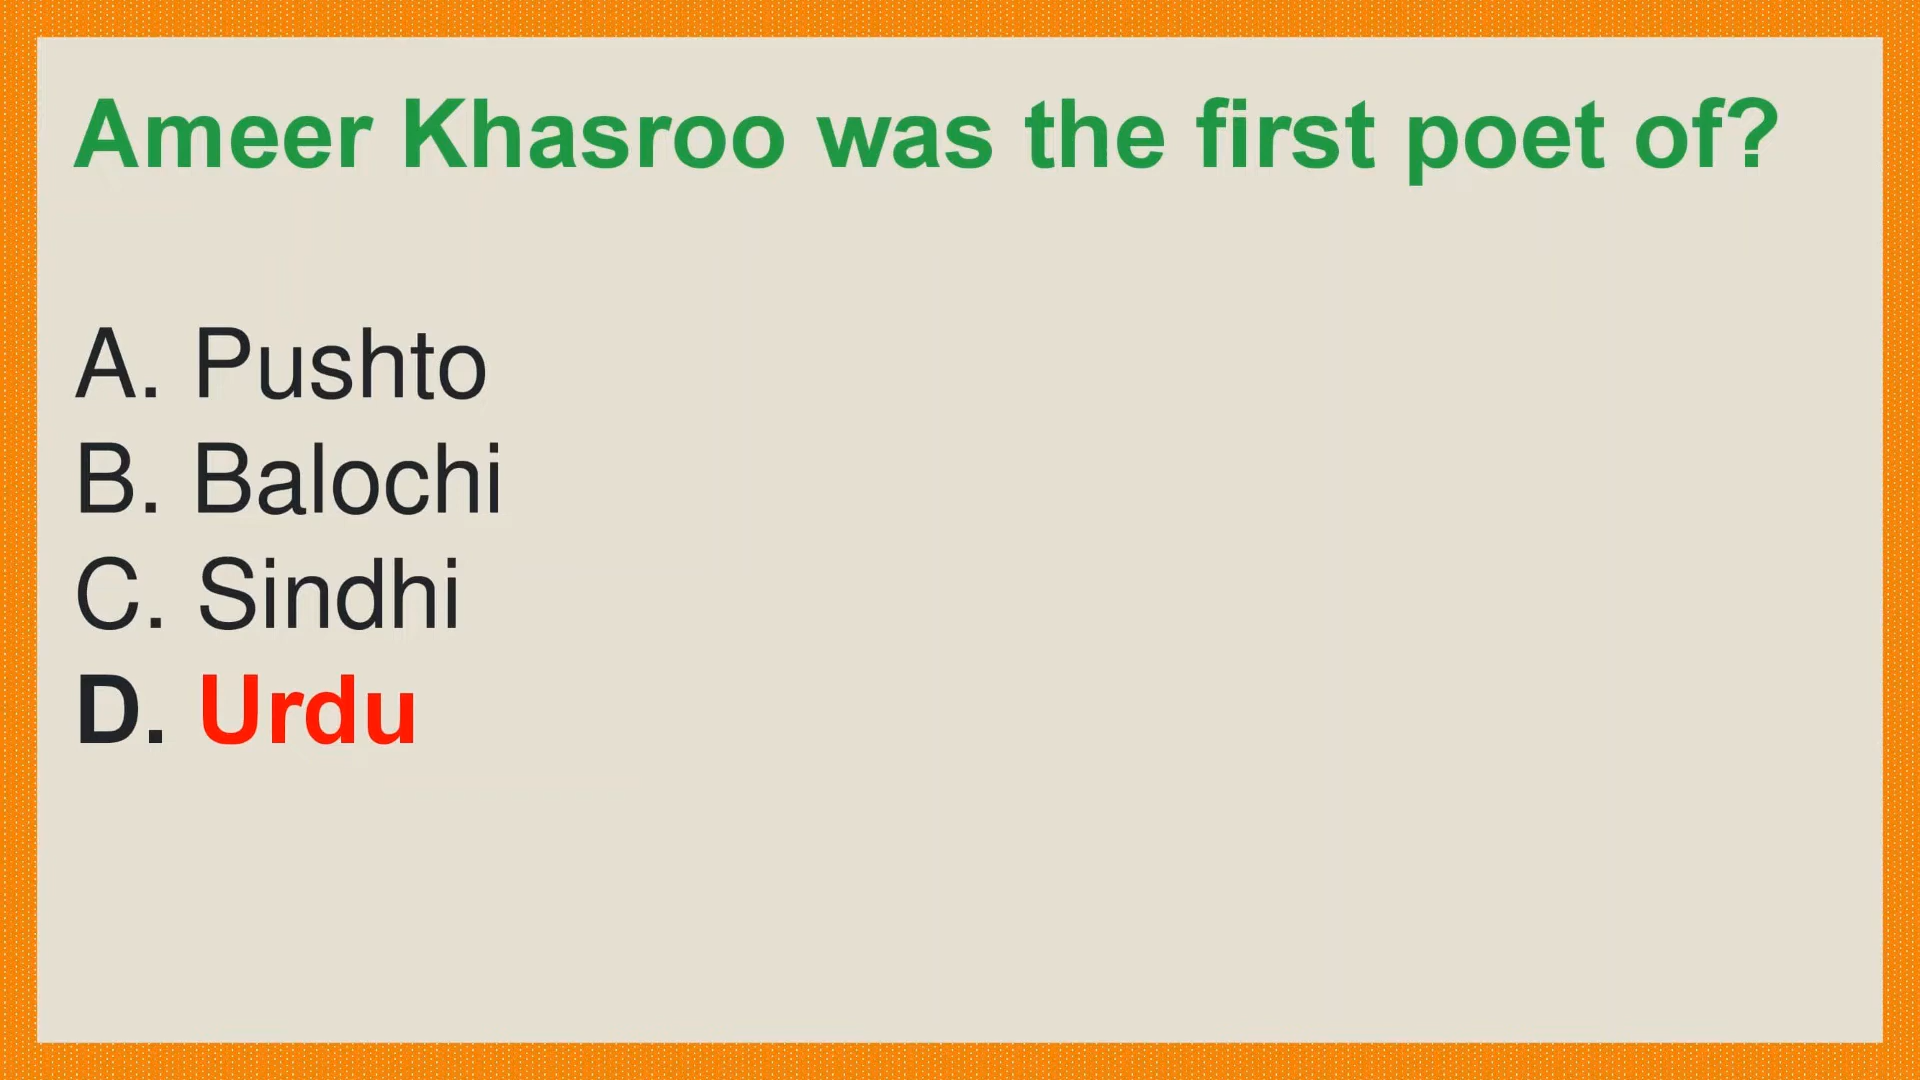 Ameer Khasroo was the first poet of?
A. Pushto
B. Balochi
C. Sindhi
D. Urdu